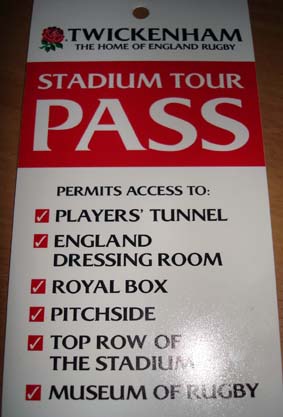 TWICKENHAM
THE HOME OF ENGLAND RUGBY
STADIUM TOUR
PASS
PERMITS ACCESS TO:
PLAYERS' TUNNEL
ENGLAND
DRESSING ROOM
ROYAL BOX
PITCHSIDE
TOP ROW OF
THE STADIUM
MUSEUM OF RUGBY